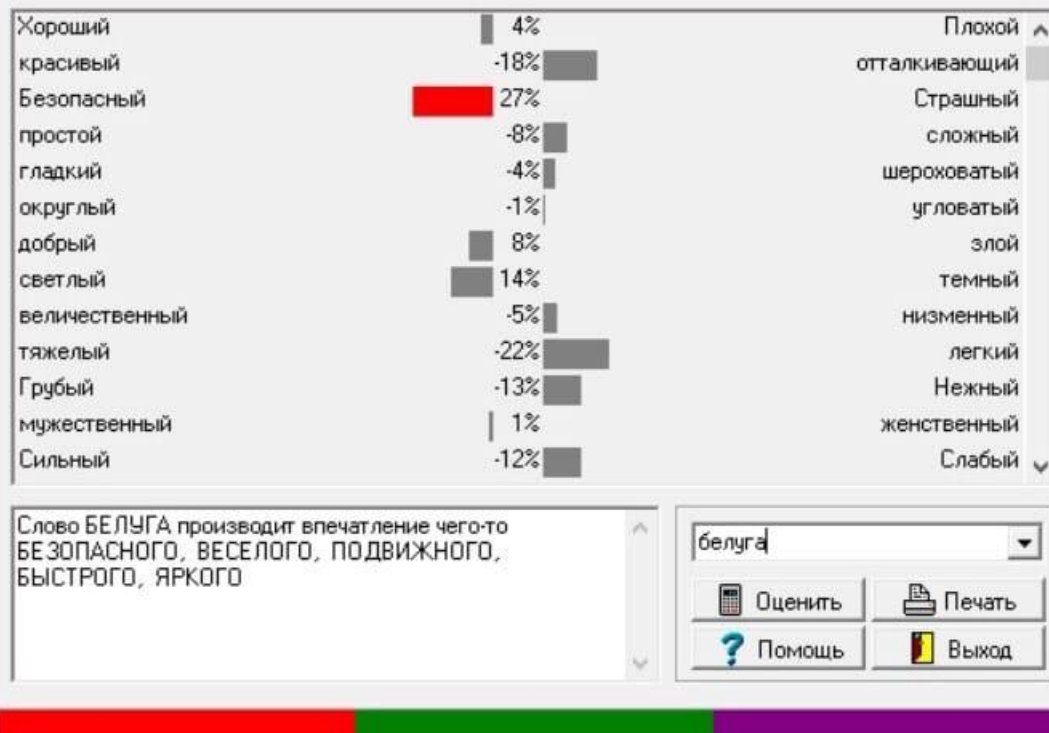 Хороший 4% Плохой
красивый -18% отталкивающий
Безопасный 27% Страшный
простой -8% сложный
гладкий -4% шероховатый
округлый -1% угловатый
добрый 8% злой
светлый 14% темный
величественный -5% низменный
тяжелый -22% легкий
Грубый -13% Нежный
мужественный 1% женственный
Сильный -12% Слабый
Слово БЕЛУГА производит впечатление чего-то
БЕЗОПАСНОГО, ВЕСЕЛОГО, ПОДВИЖНОГО,
БЫСТРОГО, ЯРКОГО
белуга
Оценить Печать
Помощь Выход